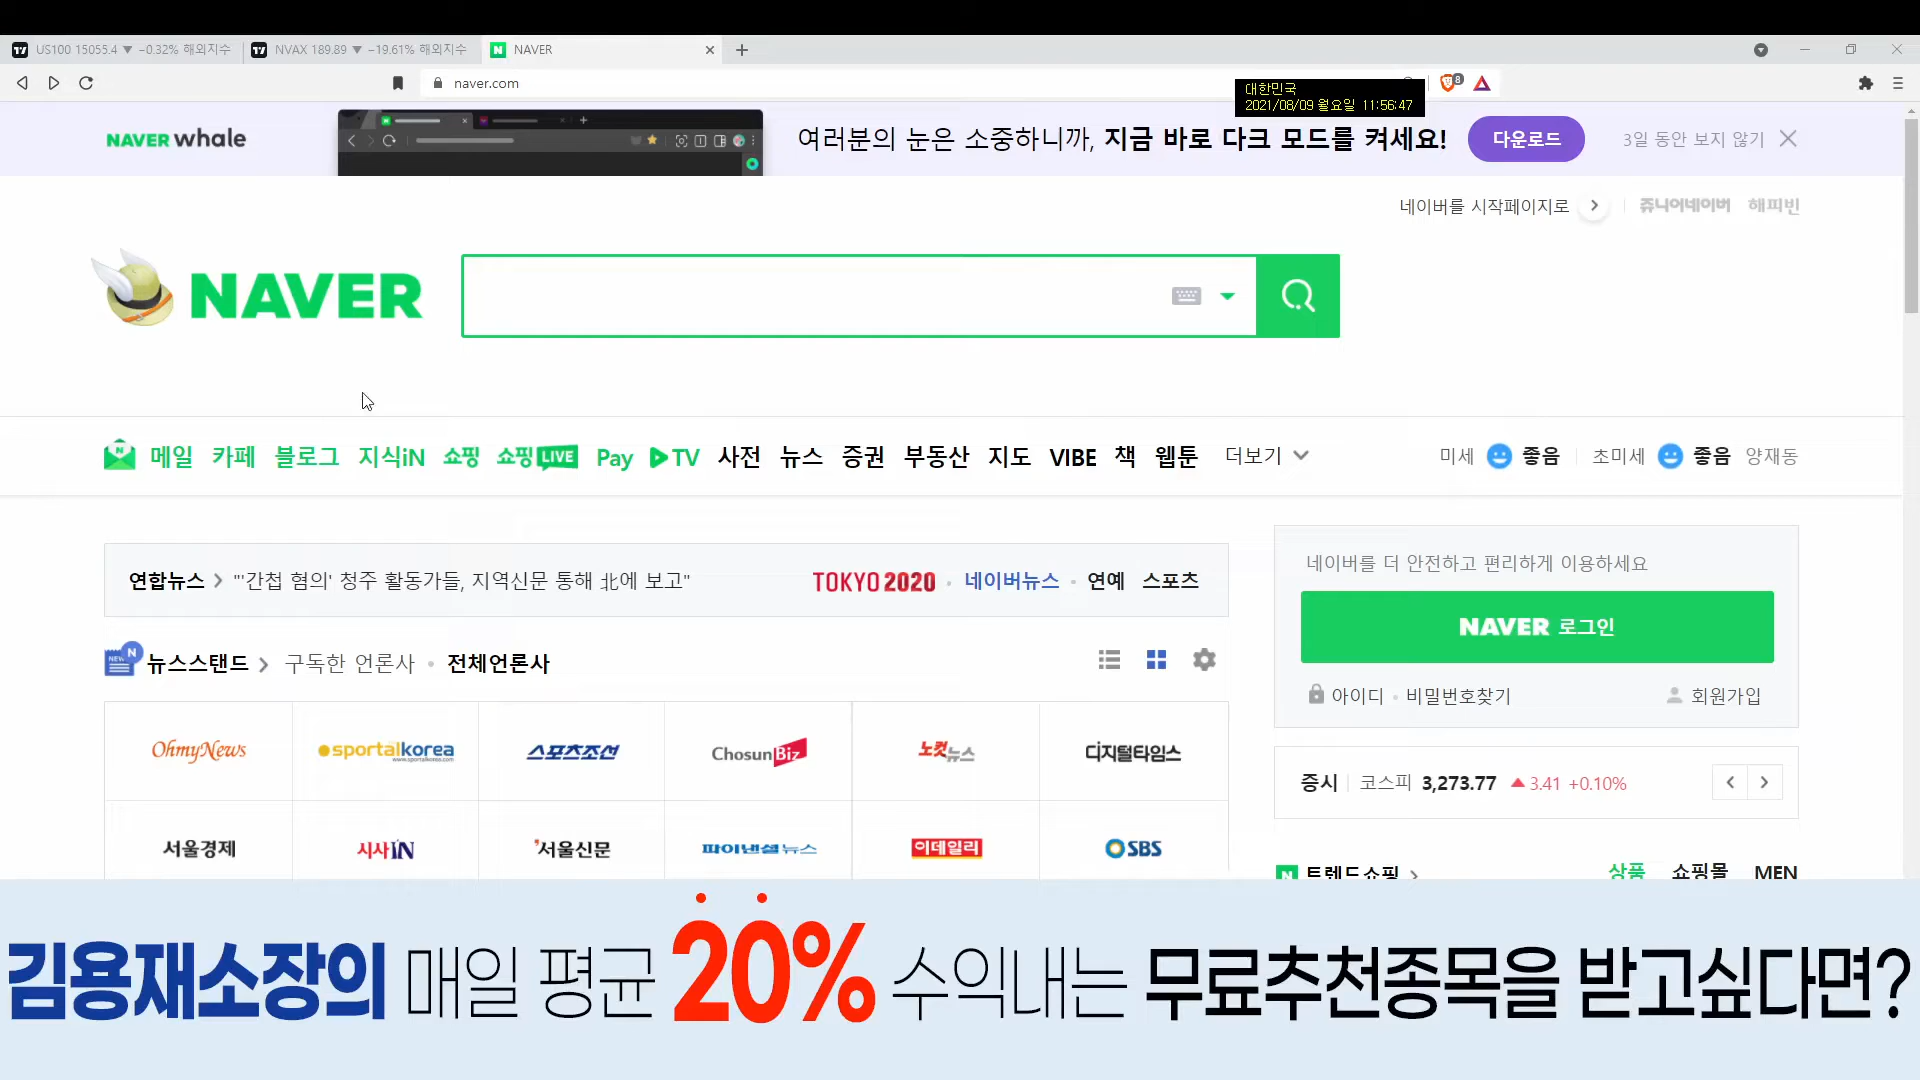 US100 15055.4 ▼ −0.32% 해외지수
NVAX 189.89 ▼ −19.61% 해외지수
NAVER
naver.com
8
대한민국
2021/08/09 월요일 11:56:47
NAVER whale
여러분의 눈은 소중하니까, 지금 바로 다크 모드를 켜세요!
다운로드
3일 동안 보지 않기
네이버를 시작페이지로
쥬니어네이버 해피빈
NAVER
메일 카페 블로그 지식iN 쇼핑 쇼핑LIVE Pay TV 사전 뉴스 증권 부동산 지도 VIBE 책 웹툰 더보기
미세 좋음 초미세 좋음 양재동
연합뉴스 "'간첩 혐의' 청주 활동가들, 지역신문 통해 北에 보고"
TOKYO 2020 · 네이버뉴스 · 연예 스포츠
네이버를 더 안전하고 편리하게 이용하세요
NAVER 로그인
아이디 · 비밀번호찾기 회원가입
NEWS N 뉴스스탠드 구독한 언론사 · 전체언론사
OhmyNews sportalkorea www.sportalkorea.com 스포츠조선 ChosunBiz 노컷뉴스 디지털타임스
증시 코스피 3,273.77 ▲ 3.41 +0.10%
서울경제 시사IN 서울신문 파이낸셜뉴스 이데일리 SBS
트렌드쇼핑 상품 쇼핑몰 MEN
김용재소장의 매일 평균 20% 수익내는 무료추천종목을 받고싶다면?